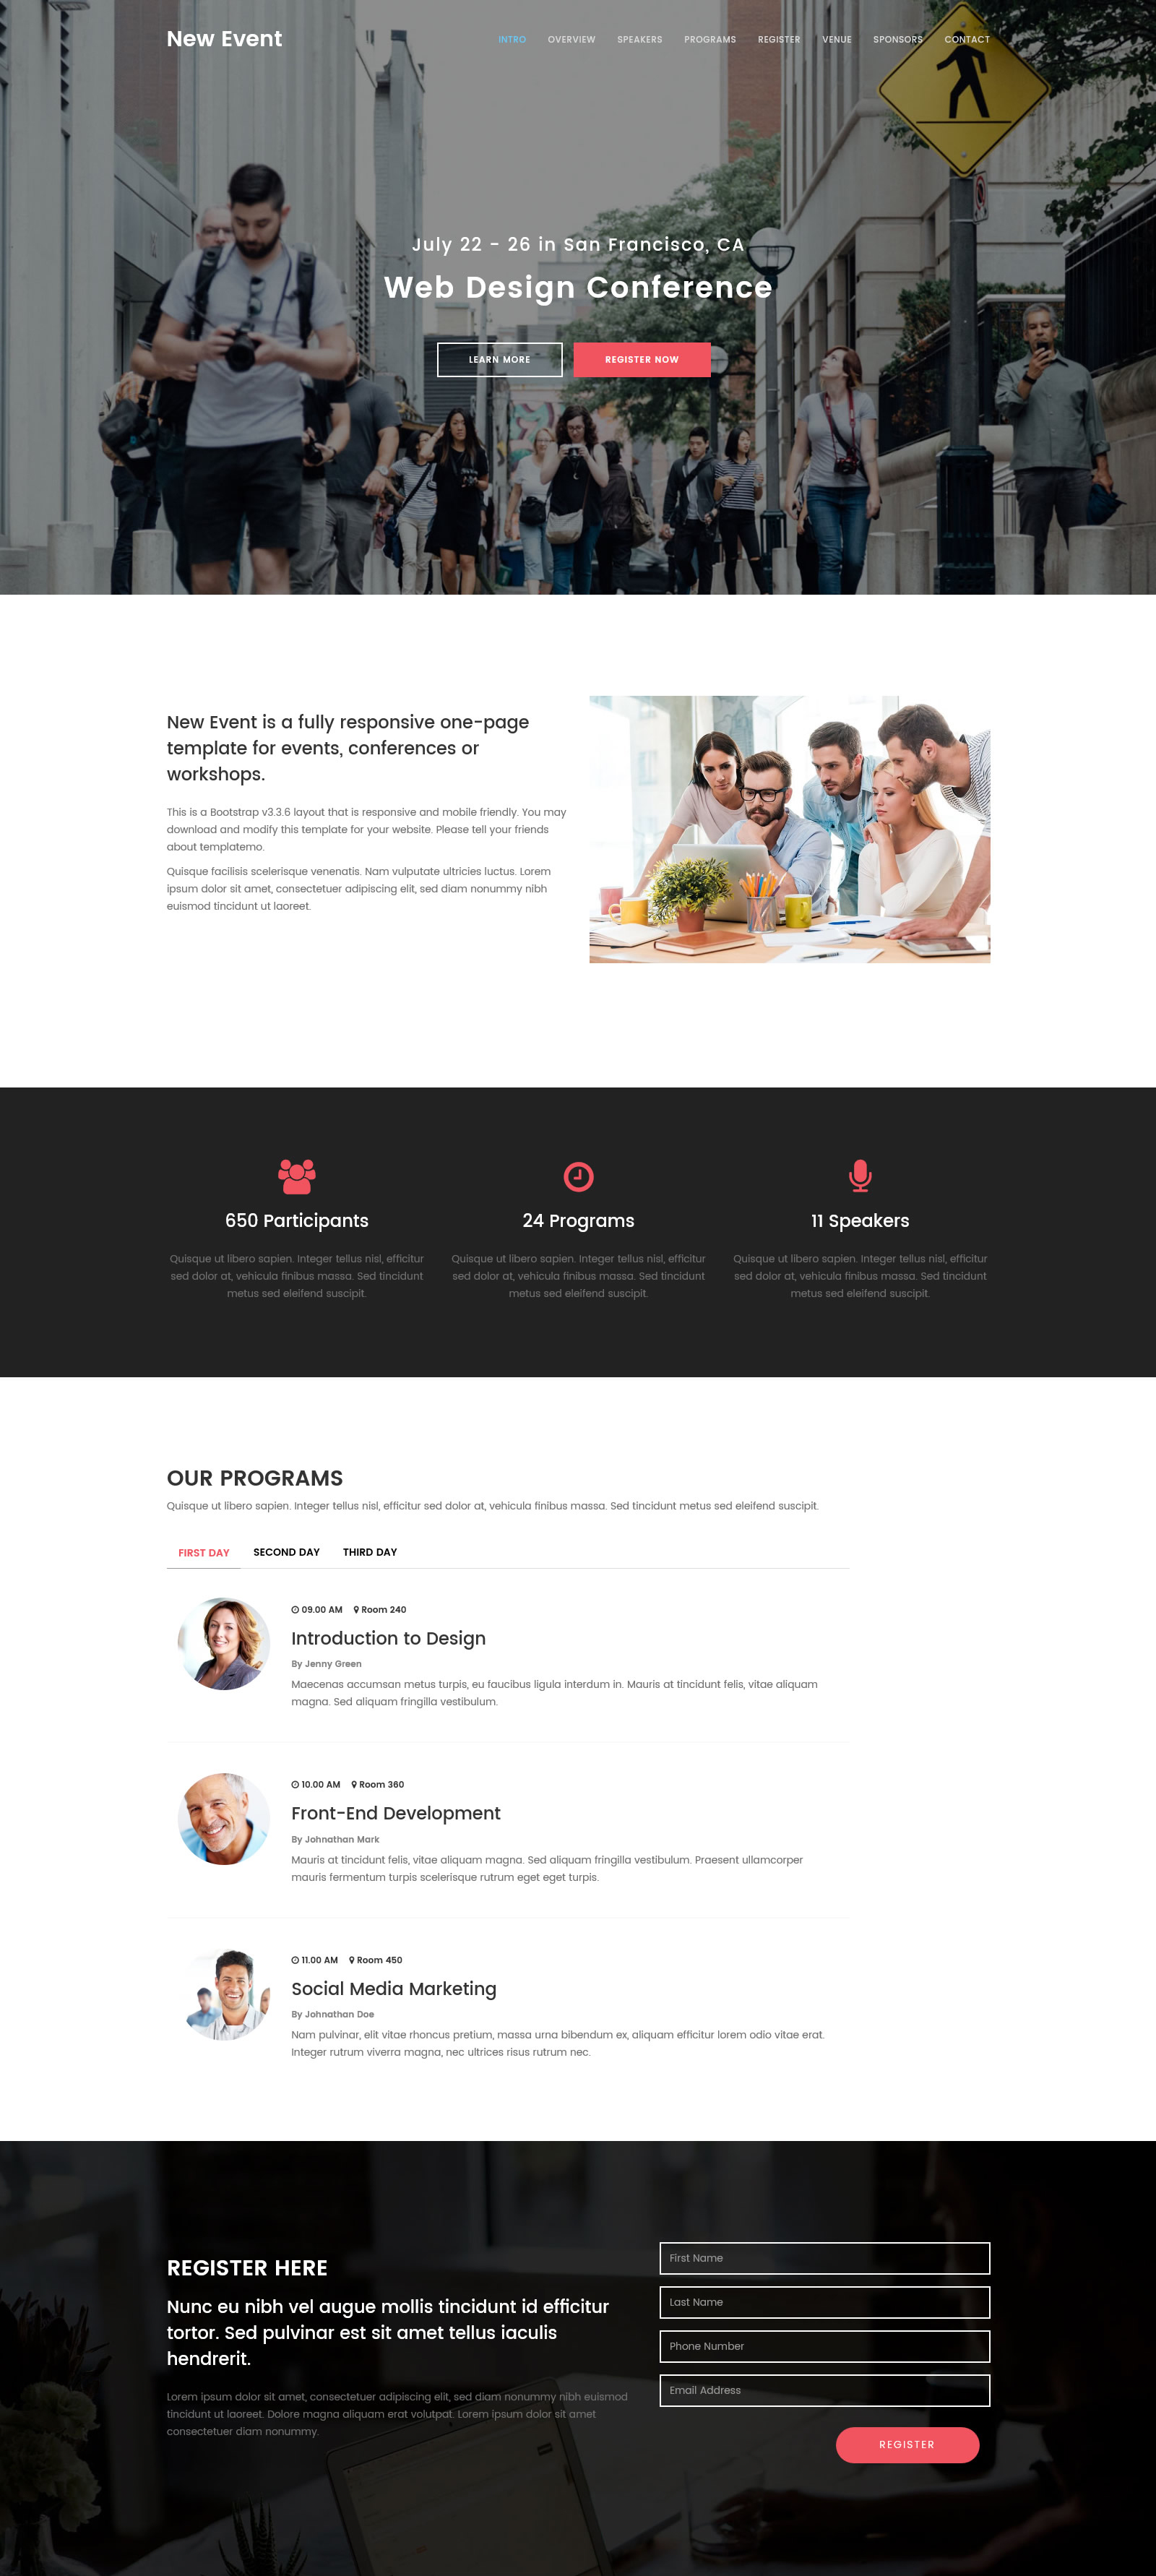 New Event
INTRO OVERVIEW SPEAKERS PROGRAMS REGISTER VENUE SPONSORS CONTACT
July 22 - 26 in San Francisco, CA
Web Design Conference
LEARN MORE
REGISTER NOW
New Event is a fully responsive one-page
template for events, conferences or
workshops.
This is a Bootstrap v3.3.6 layout that is responsive and mobile friendly. You may
download and modify this template for your website. Please tell your friends
about templatemo.
Quisque facilisis scelerisque venenatis. Nam vulputate ultricies luctus. Lorem
ipsum dolor sit amet, consectetuer adipiscing elit, sed diam nonummy nibh
euismod tincidunt ut laoreet.
650 Participants
Quisque ut libero sapien. Integer tellus nisl, efficitur
sed dolor at, vehicula finibus massa. Sed tincidunt
metus sed eleifend suscipit.
24 Programs
Quisque ut libero sapien. Integer tellus nisl, efficitur
sed dolor at, vehicula finibus massa. Sed tincidunt
metus sed eleifend suscipit.
11 Speakers
Quisque ut libero sapien. Integer tellus nisl, efficitur
sed dolor at, vehicula finibus massa. Sed tincidunt
metus sed eleifend suscipit.
OUR PROGRAMS
Quisque ut libero sapien. Integer tellus nisl, efficitur sed dolor at, vehicula finibus massa. Sed tincidunt metus sed eleifend suscipit.
FIRST DAY SECOND DAY THIRD DAY
09.00 AM Room 240
Introduction to Design
By Jenny Green
Maecenas accumsan metus turpis, eu faucibus ligula interdum in. Mauris at tincidunt felis, vitae aliquam
magna. Sed aliquam fringilla vestibulum.
10.00 AM Room 360
Front-End Development
By Johnathan Mark
Mauris at tincidunt felis, vitae aliquam magna. Sed aliquam fringilla vestibulum. Praesent ullamcorper
mauris fermentum turpis scelerisque rutrum eget eget turpis.
11.00 AM Room 450
Social Media Marketing
By Johnathan Doe
Nam pulvinar, elit vitae rhoncus pretium, massa urna bibendum ex, aliquam efficitur lorem odio vitae erat.
Integer rutrum viverra magna, nec ultrices risus rutrum nec.
REGISTER HERE
Nunc eu nibh vel augue mollis tincidunt id efficitur
tortor. Sed pulvinar est sit amet tellus iaculis
hendrerit.
Lorem ipsum dolor sit amet, consectetuer adipiscing elit, sed diam nonummy nibh euismod
tincidunt ut laoreet. Dolore magna aliquam erat volutpat. Lorem ipsum dolor sit amet
consectetuer diam nonummy.
First Name
Last Name
Phone Number
Email Address
REGISTER